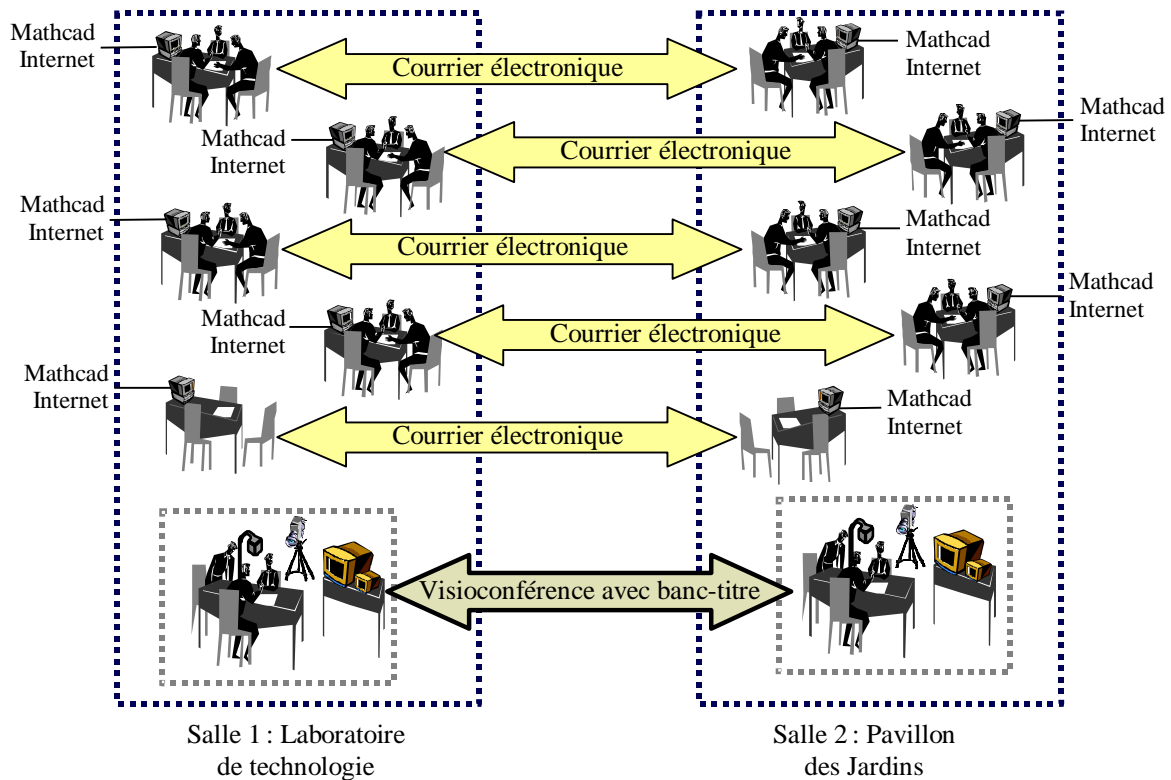 Mathcad
Internet
Courrier électronique
Mathcad
Internet
Mathcad
Internet
Courrier électronique
Mathcad
Internet
Mathcad
Internet
Courrier électronique
Mathcad
Internet
Mathcad
Internet
Courrier électronique
Mathcad
Internet
Mathcad
Internet
Courrier électronique
Mathcad
Internet
Visioconférence avec banc-titre
Salle 1 : Laboratoire
de technologie
Salle 2 : Pavillon
des Jardins